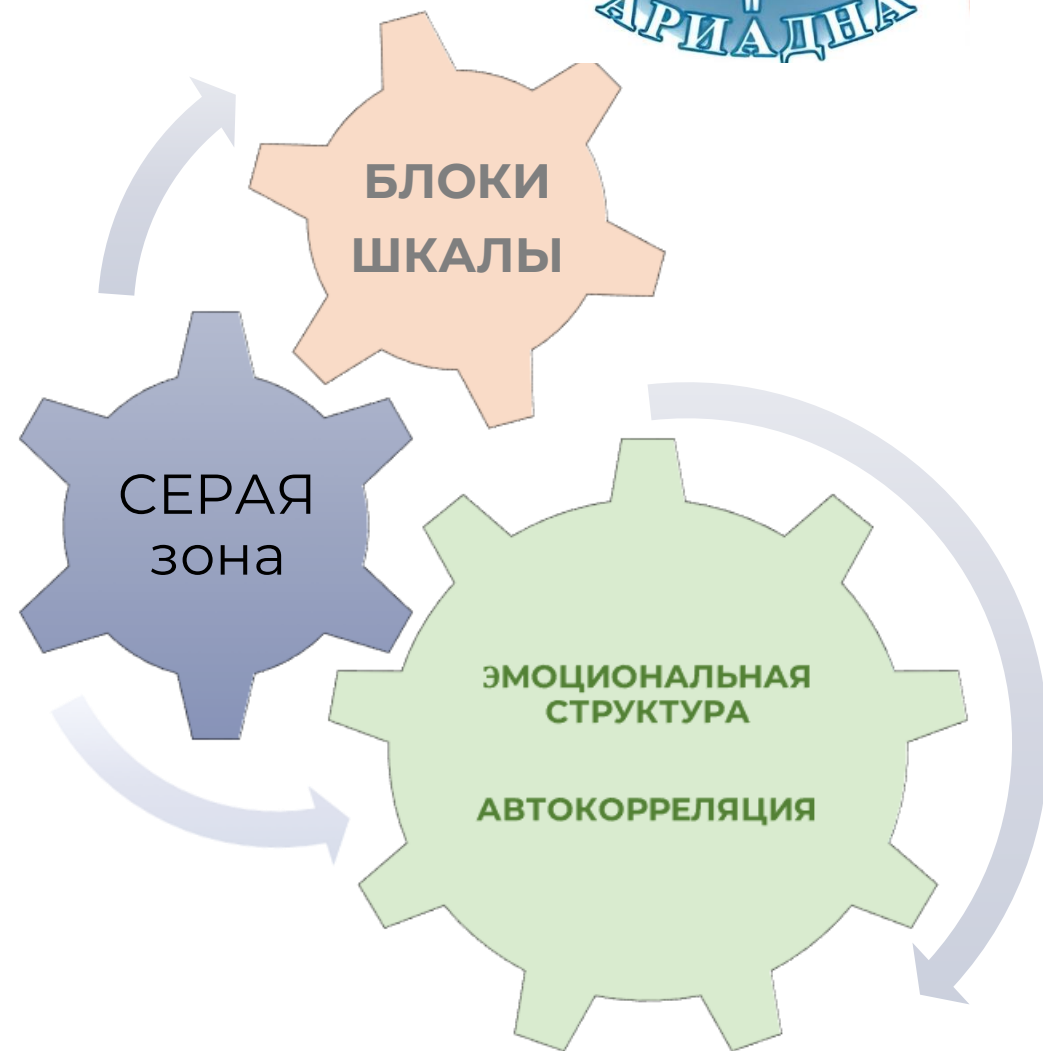 и
АРИАДНА
БЛОКИ
ШКАЛЫ
СЕРАЯ
зона
ЭМОЦИОНАЛЬНАЯ
СТРУКТУРА
АВТОКОРРЕЛЯЦИЯ